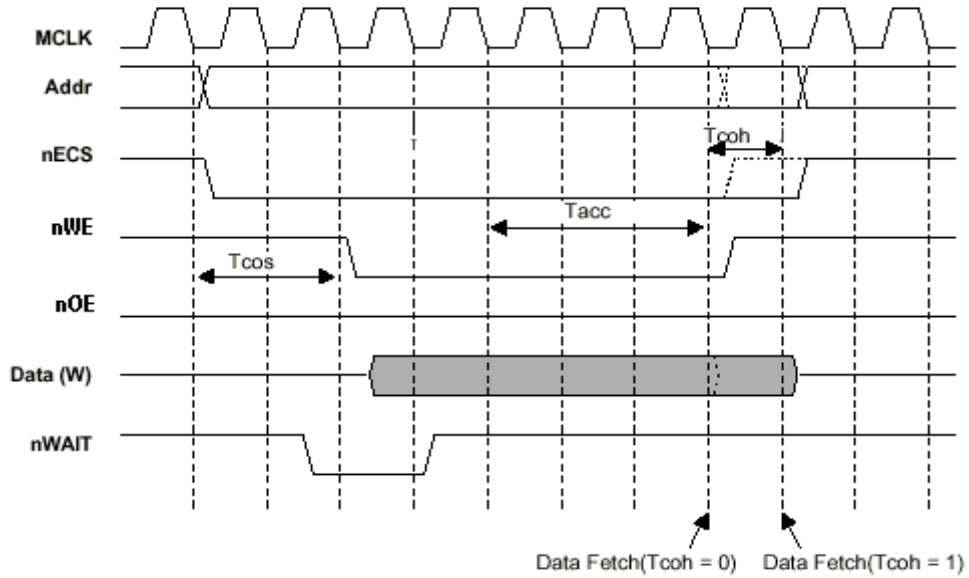 MCLK
Addr
Tcoh
nECS
T
Tacc
nWE
Tcos
nOE
Data (W)
nWAIT
Data Fetch(Tcoh = 0) Data Fetch(Tcoh = 1)